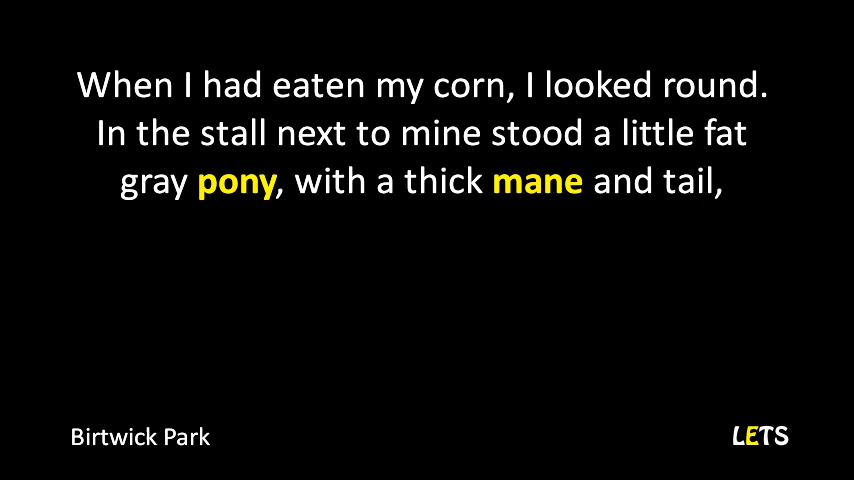 When I had eaten my corn, I looked round.
In the stall next to mine stood a little fat
gray pony, with a thick mane and tail,
Birtwick Park
LETS